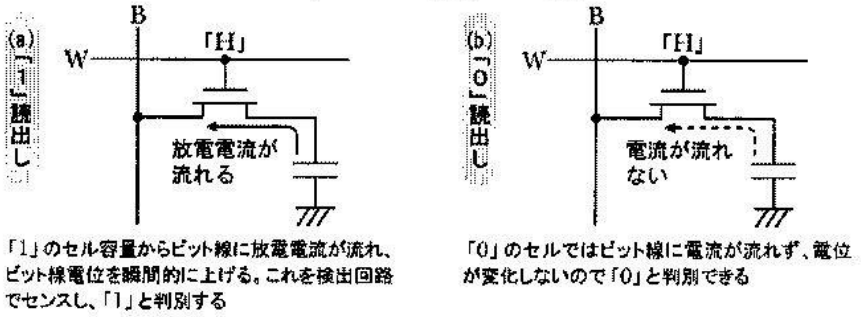 (a)「1」読出し
B
W
「H」
放電電流が
流れる
「1」のセル容量からビット線に放電電流が流れ、
ビット線電位を瞬間的に上げる。これを検出回路
でセンスし、「1」と判別する
(b)「0」読出し
B
W
「H」
電流が流れ
ない
「0」のセルではビット線に電流が流れず、電位
が変化しないので「0」と判別できる